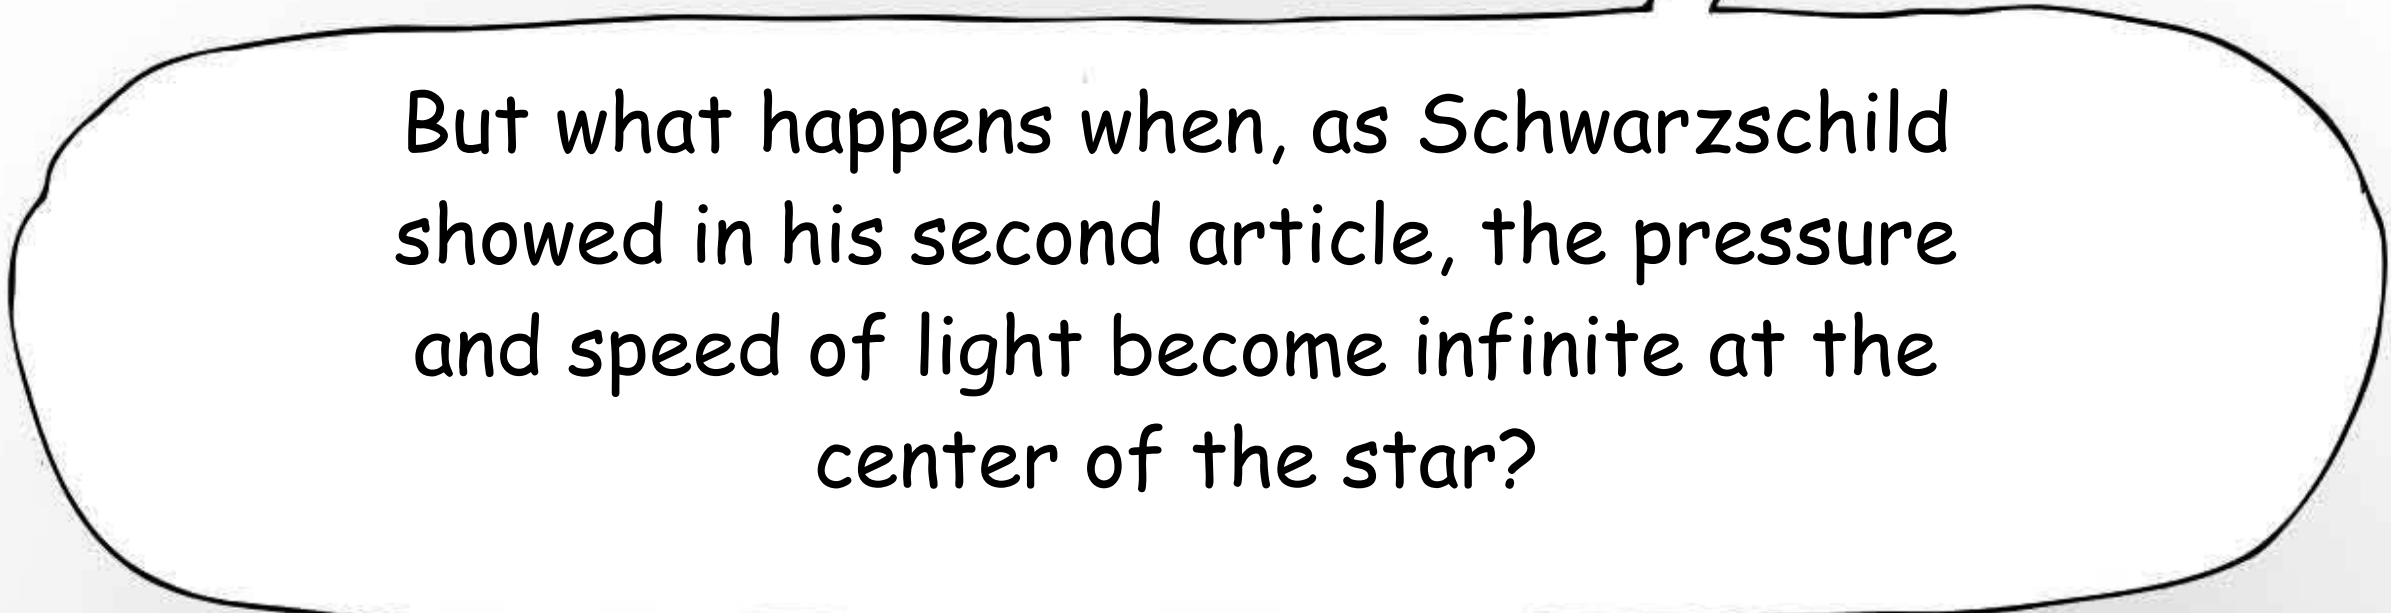 But what happens when, as Schwarzschild
showed in his second article, the pressure
and speed of light become infinite at the
center of the star?